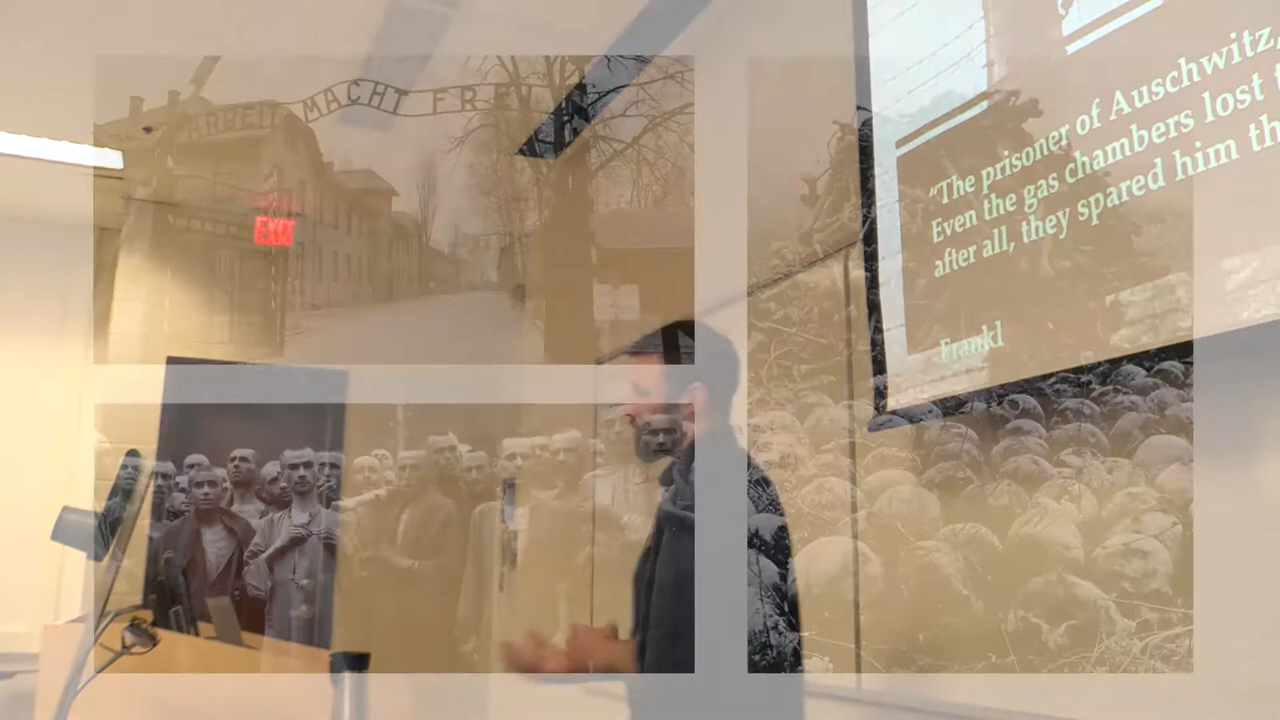 ARBEIT MACHT FREI
EXIT
“The prisoner of Auschwitz,
Even the gas chambers lost
after all, they spared him
Frankl